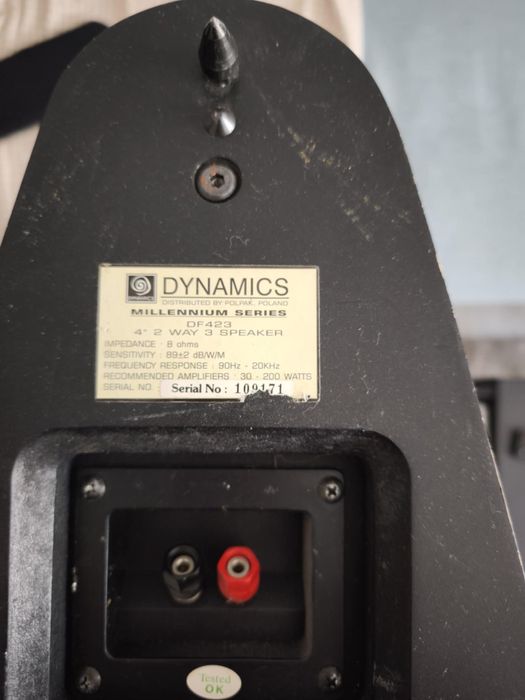 DYNAMICS
DISTRIBUTED BY POLPAK, POLAND
MILLENNIUM SERIES
DF423
4" 2 WAY 3 SPEAKER
IMPEDANCE : 8 ohms
SENSITIVITY : 89±2 dB/W/M
FREQUENCY RESPONSE : 90Hz - 20KHz
RECOMMENDED AMPLIFIERS : 30 - 200 WATTS
SERIAL NO. Serial No : 109171
Tested
OK